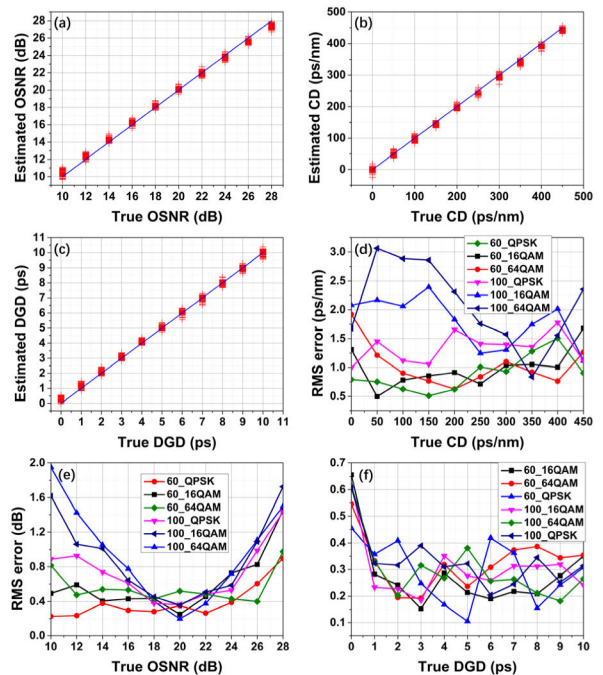 (a)
Estimated OSNR (dB)
28
26
24
22
20
18
16
14
12
10
10 12 14 16 18 20 22 24 26 28
True OSNR (dB)
(b)
Estimated CD (ps/nm)
500
400
300
200
100
0
0 100 200 300 400 500
True CD (ps/nm)
(c)
Estimated DGD (ps)
11
10
9
8
7
6
5
4
3
2
1
0
0 1 2 3 4 5 6 7 8 9 10 11
True DGD (ps)
(d)
60_QPSK
60_16QAM
60_64QAM
100_QPSK
100_16QAM
100_64QAM
RMS error (ps/nm)
3.0
2.5
2.0
1.5
1.0
0.5
0 50 100 150 200 250 300 350 400 450
True CD (ps/nm)
(e)
60_QPSK
60_16QAM
60_64QAM
100_QPSK
100_16QAM
100_64QAM
RMS error (dB)
2.0
1.6
1.2
0.8
0.4
0.0
10 12 14 16 18 20 22 24 26 28
True OSNR (dB)
(f)
60_16QAM
60_64QAM
60_QPSK
100_16QAM
100_64QAM
100_QPSK
RMS error (ps)
0.7
0.6
0.5
0.4
0.3
0.2
0.1
0 1 2 3 4 5 6 7 8 9 10
True DGD (ps)